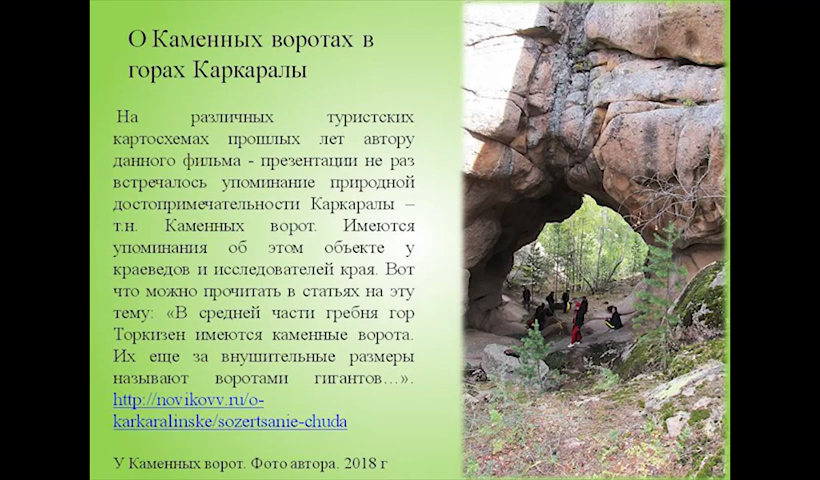 О Каменных воротах в
горах Каркаралы
На различных туристских
картосхемах прошлых лет автору
данного фильма - презентации не раз
встречалось упоминание природной
достопримечательности Каркаралы –
т.н. Каменных ворот. Имеются
упоминания об этом объекте у
краеведов и исследователей края. Вот
что можно прочитать в статьях на эту
тему: «В средней части гребня гор
Торкизен имеются каменные ворота.
Их еще за внушительные размеры
называют воротами гигантов…».
http://novikovv.ru/o-
karkaralinske/sozertsanie-chuda
У Каменных ворот. Фото автора. 2018 г